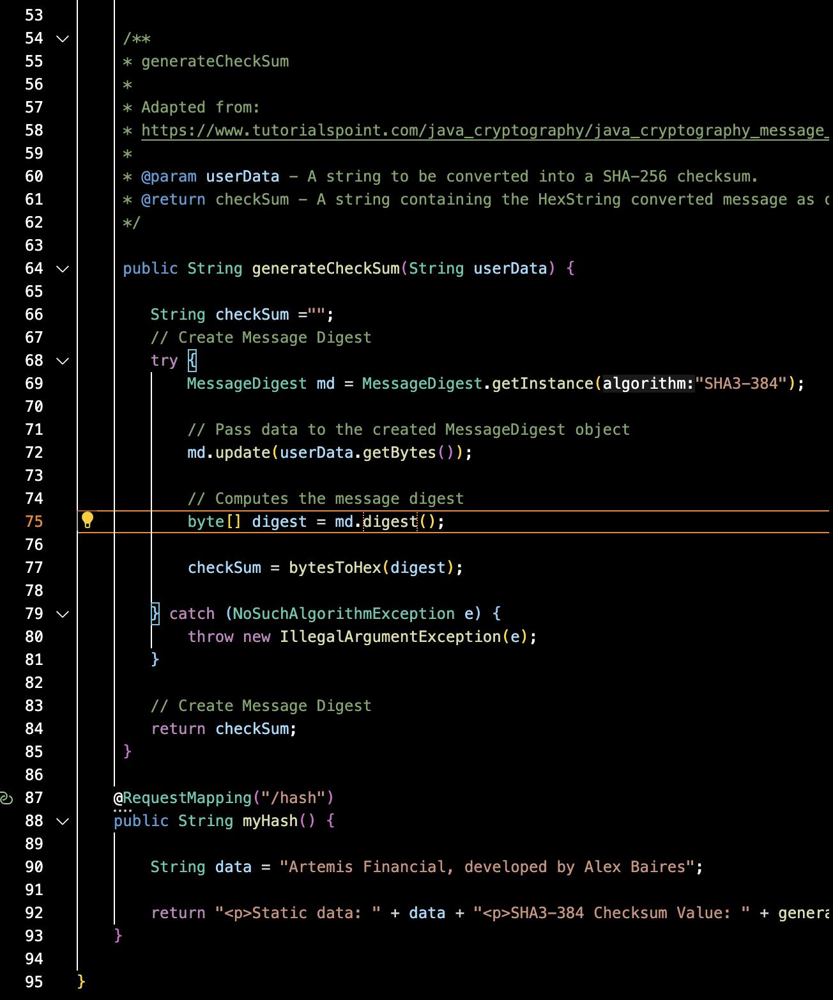 53
54 /**
55 * generateCheckSum
56 *
57 * Adapted from:
58 * https://www.tutorialspoint.com/java_cryptography/java_cryptography_message_
59 *
60 * @param userData - A string to be converted into a SHA-256 checksum.
61 * @return checkSum - A string containing the HexString converted message as
62 */
63
64 public String generateCheckSum(String userData) {
65
66 String checkSum ="";
67 // Create Message Digest
68 try {
69 MessageDigest md = MessageDigest.getInstance(algorithm:"SHA3-384");
70
71 // Pass data to the created MessageDigest object
72 md.update(userData.getBytes());
73
74 // Computes the message digest
75 byte[] digest = md.digest();
76
77 checkSum = bytesToHex(digest);
78
79 } catch (NoSuchAlgorithmException e) {
80 throw new IllegalArgumentException(e);
81 }
82
83 // Create Message Digest
84 return checkSum;
85 }
86
87 @RequestMapping("/hash")
88 public String myHash() {
89
90 String data = "Artemis Financial, developed by Alex Baires";
91
92 return "<p>Static data: " + data + "<p>SHA3-384 Checksum Value: " + genera
93 }
94
95 }